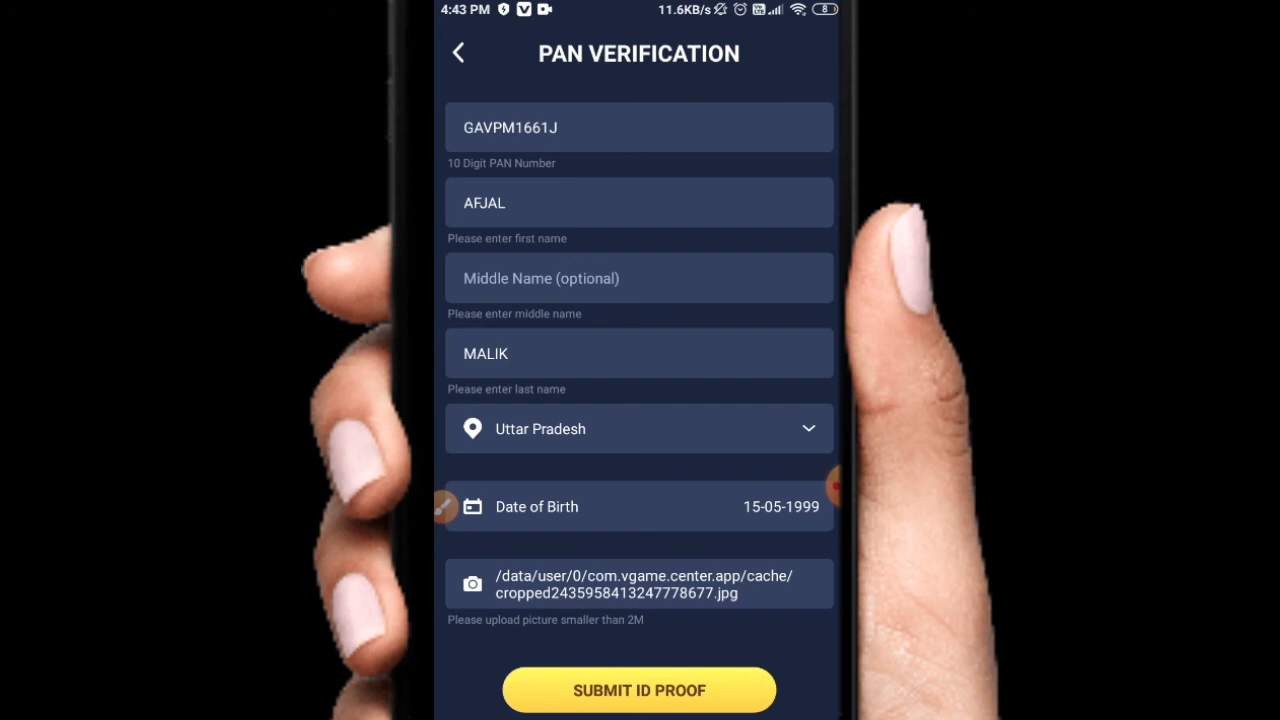 4:43 PM 11.6KB/s 8
PAN VERIFICATION
GAVPM1661J
10 Digit PAN Number
AFJAL
Please enter first name
Middle Name (optional)
Please enter middle name
MALIK
Please enter last name
Uttar Pradesh
Date of Birth 15-05-1999
/data/user/0/com.vgame.center.app/cache/
cropped2435958413247778677.jpg
Please upload picture smaller than 2M
SUBMIT ID PROOF